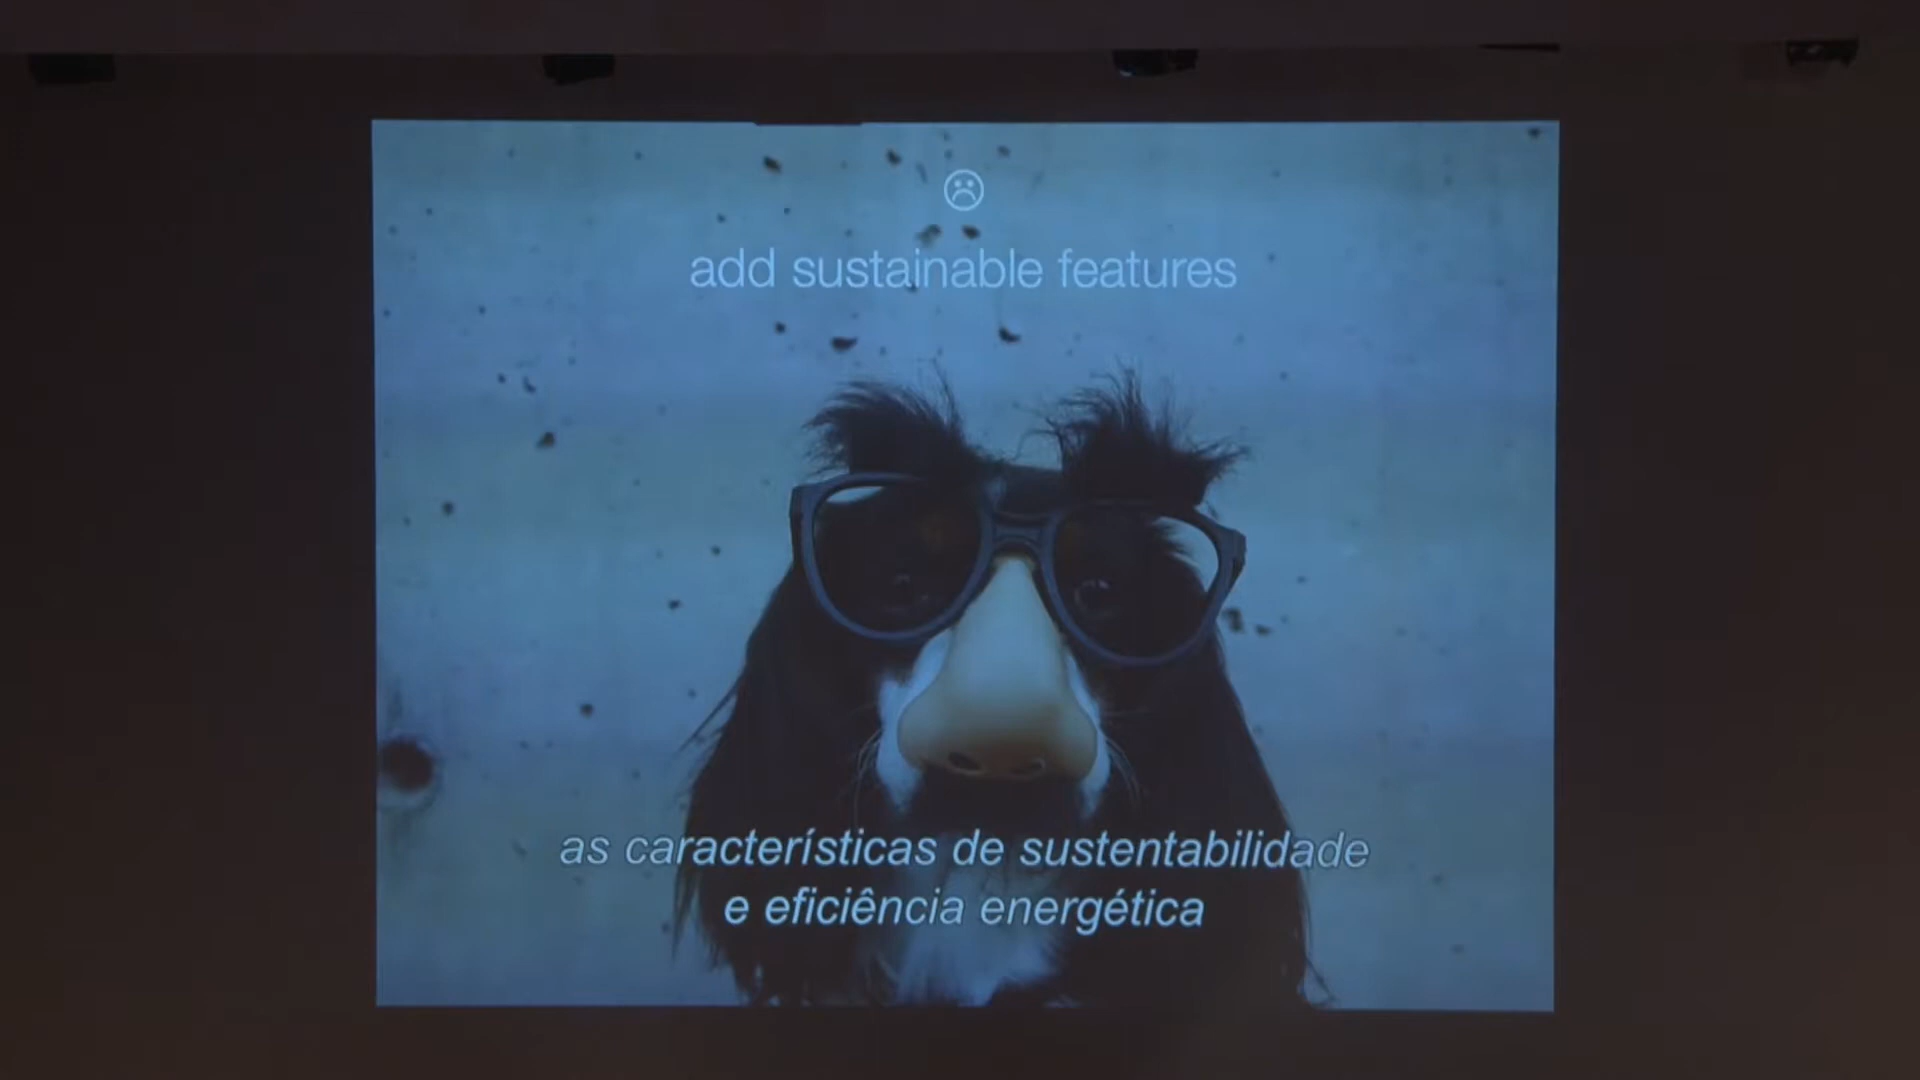 add sustainable features
as características de sustentabilidade
e eficiência energética